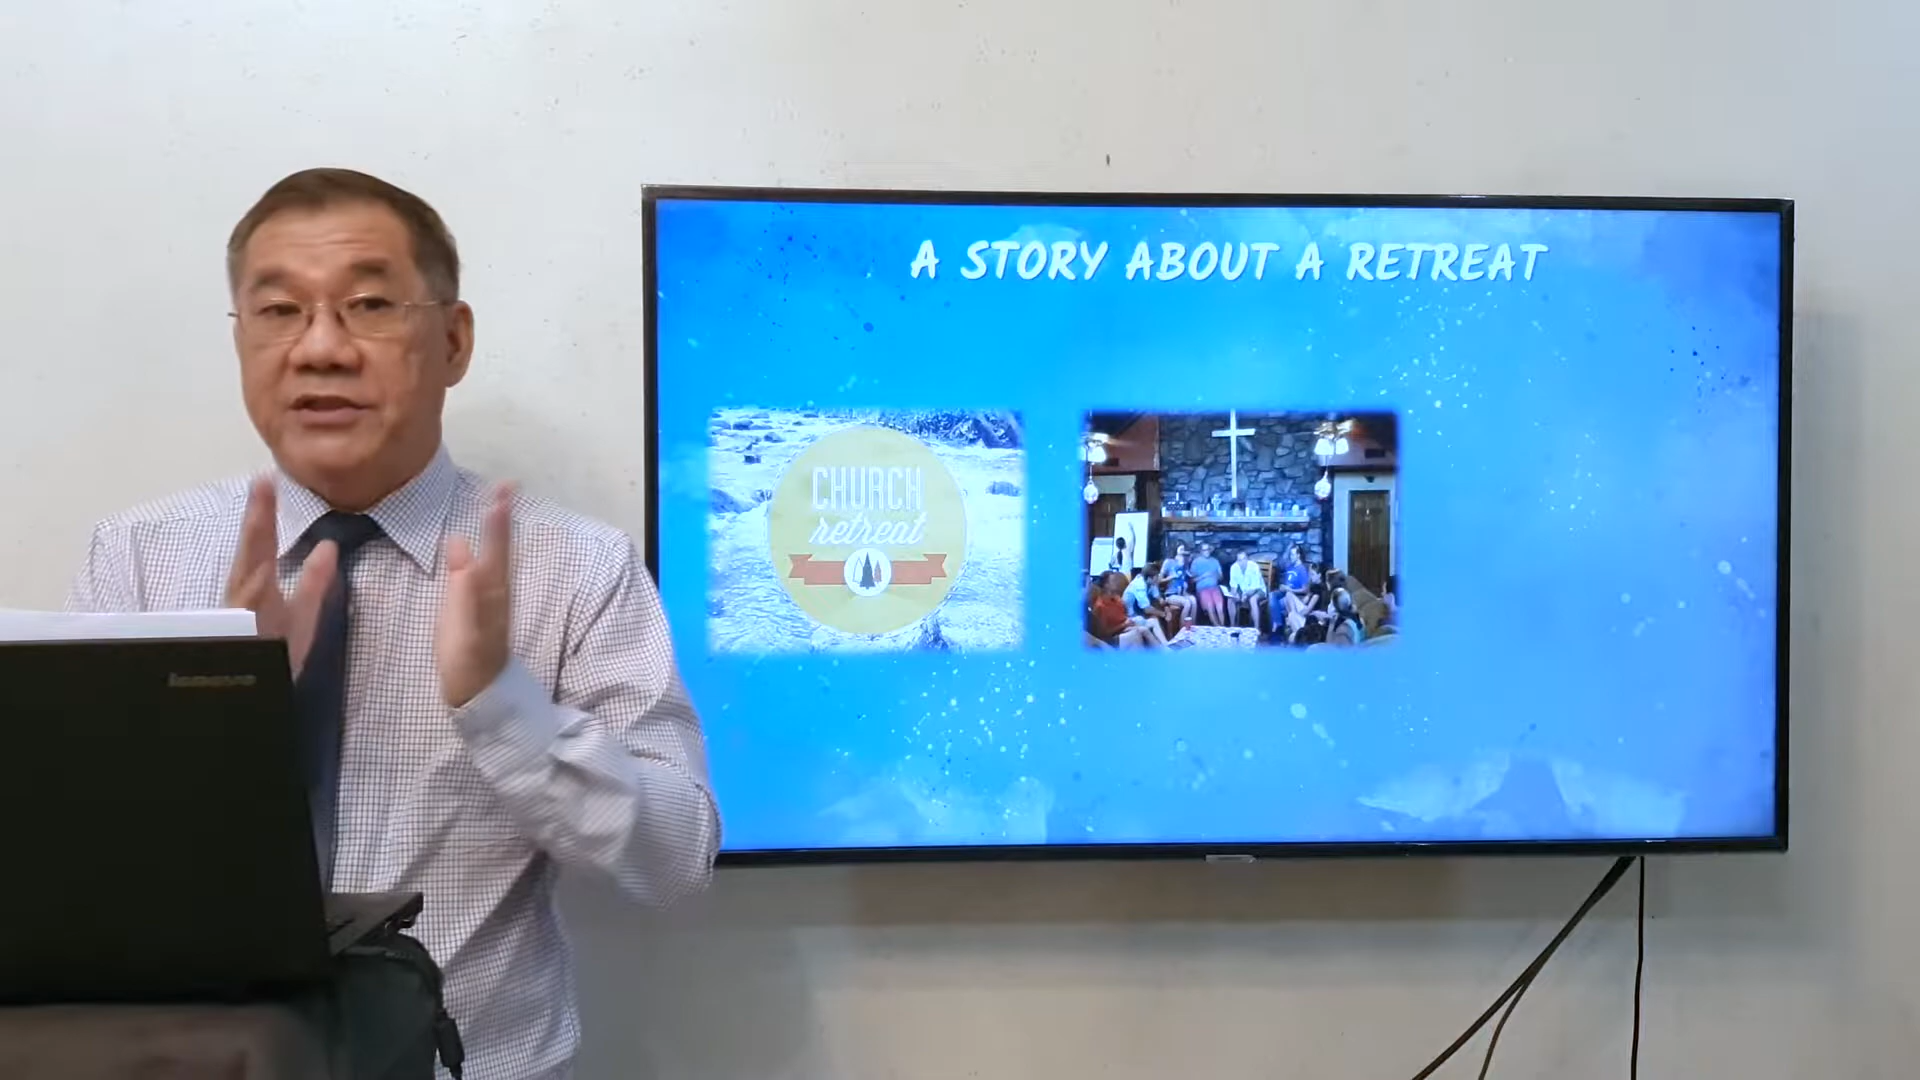 A STORY ABOUT A RETREAT
CHURCH
retreat
lenovo